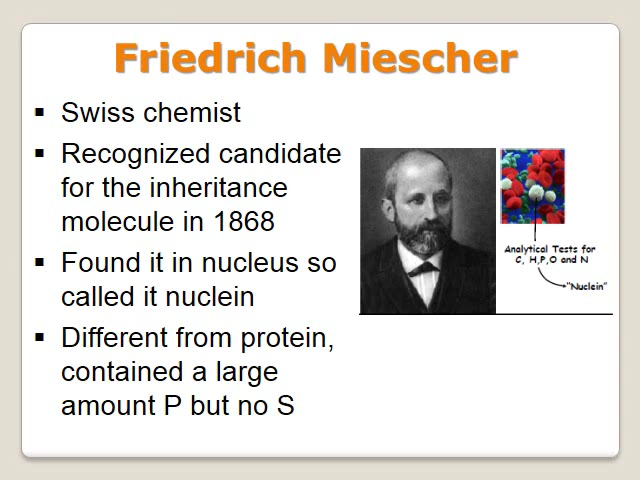 Friedrich Miescher
▪ Swiss chemist
▪ Recognized candidate
for the inheritance
molecule in 1868
▪ Found it in nucleus so
called it nuclein
▪ Different from protein,
contained a large
amount P but no S
Analytical Tests for
C, H,P,O and N
"Nuclein"